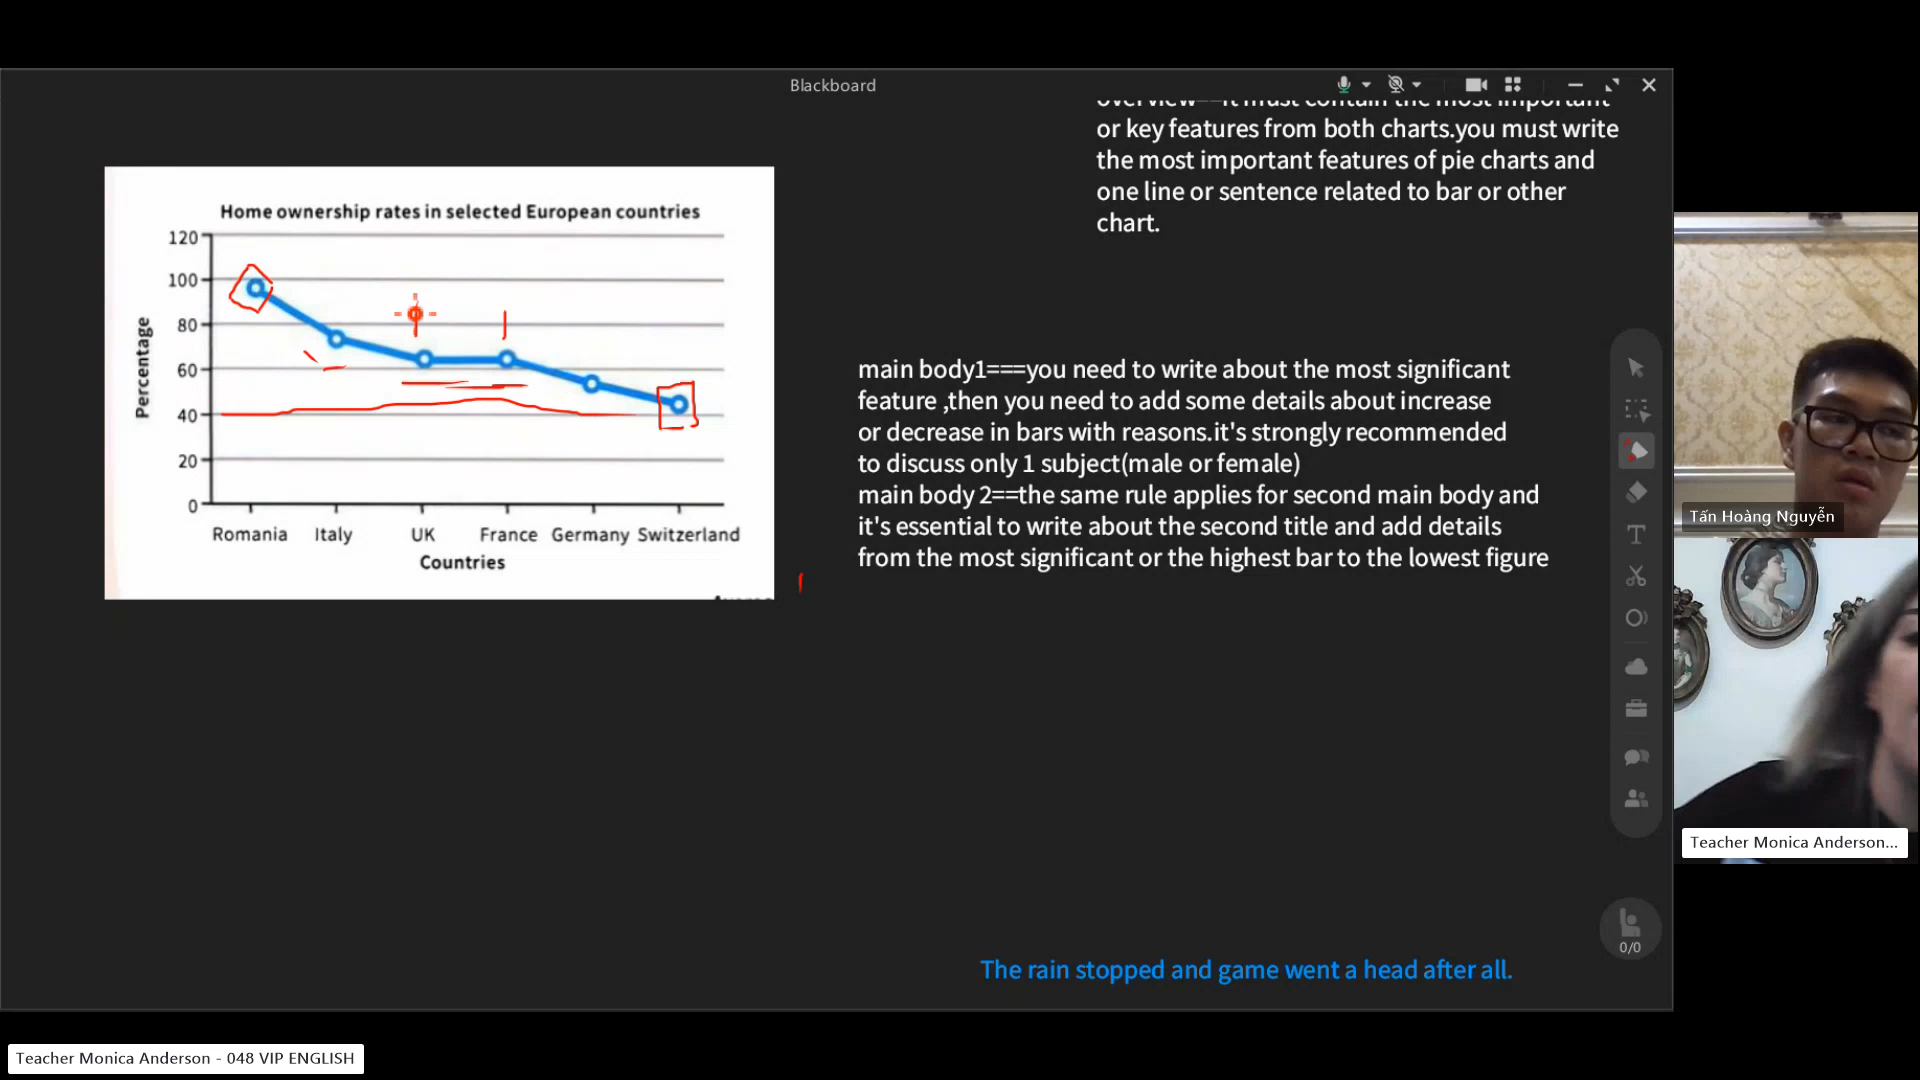 Blackboard
overview==it must contain the most important
or key features from both charts.you must write
the most important features of pie charts and
one line or sentence related to bar or other
chart.
Home ownership rates in selected European countries
120
100
80
60
40
20
0
Percentage
Romania Italy UK France Germany Switzerland
Countries
main body1===you need to write about the most significant
feature ,then you need to add some details about increase
or decrease in bars with reasons.it's strongly recommended
to discuss only 1 subject(male or female)
main body 2==the same rule applies for second main body and
it's essential to write about the second title and add details
from the most significant or the highest bar to the lowest figure
Tấn Hoàng Nguyễn
Teacher Monica Anderson...
0/0
The rain stopped and game went a head after all.
Teacher Monica Anderson - 048 VIP ENGLISH